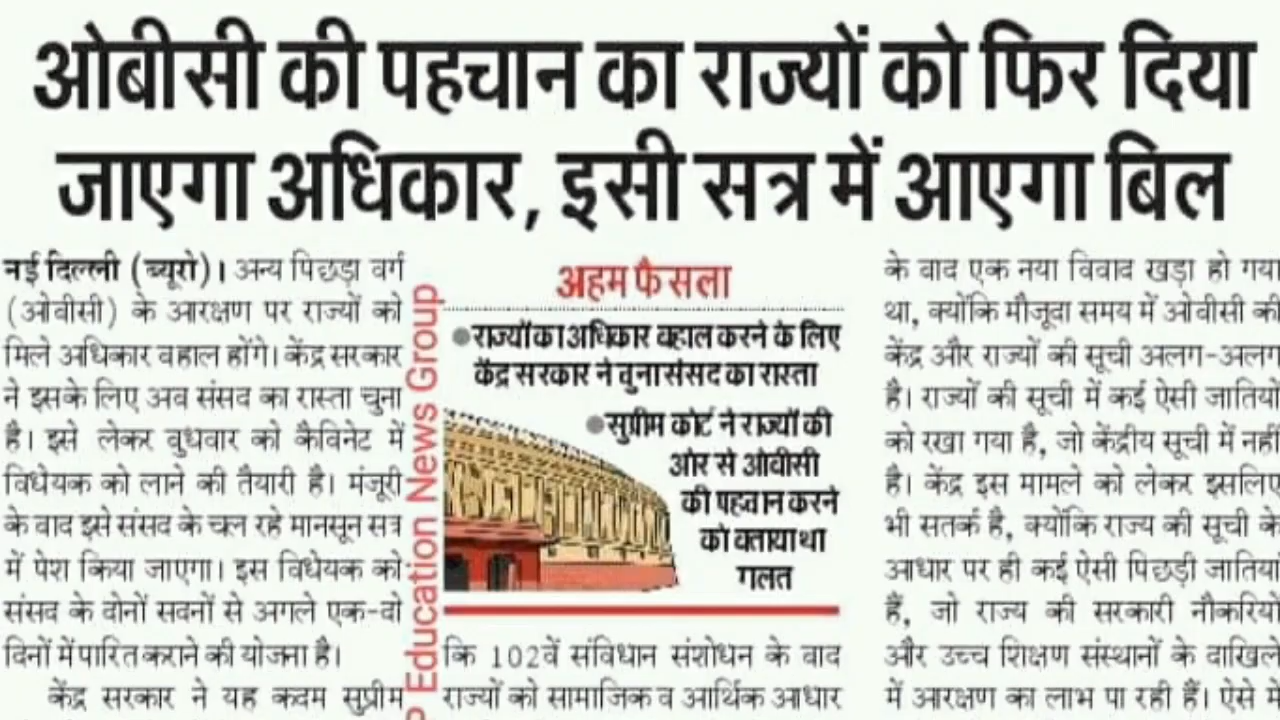 ओबीसी की पहचान का राज्यों को फिर दिया
जाएगा अधिकार, इसी सत्र में आएगा बिल
नई दिल्ली (ब्यूरो)। अन्य पिछड़ा वर्ग
(ओबीसी) के आरक्षण पर राज्यों को
मिले अधिकार बहाल होंगे। केंद्र सरकार
ने इसके लिए अब संसद का रास्ता चुना
है। इसे लेकर बुधवार को कैबिनेट में
विधेयक को लाने की तैयारी है। मंजूरी
के बाद इसे संसद के चल रहे मानसून सत्र
में पेश किया जाएगा। इस विधेयक को
संसद के दोनों सदनों से अगले एक-दो
दिनों में पारित कराने की योजना है।
केंद्र सरकार ने यह कदम सुप्रीम
P Education News Group
अहम फैसला
राज्यों का अधिकार बहाल करने के लिए
केंद्र सरकार ने चुना संसद का रास्ता
सुप्रीम कोर्ट ने राज्यों की
ओर से ओबीसी
की पहचान करने
को बताया था
गलत
कि 102वें संविधान संशोधन के बाद
राज्यों को सामाजिक व आर्थिक आधार
के बाद एक नया विवाद खड़ा हो गया
था, क्योंकि मौजूदा समय में ओबीसी की
केंद्र और राज्यों की सूची अलग-अलग
है। राज्यों की सूची में कई ऐसी जातियों
को रखा गया है, जो केंद्रीय सूची में नहीं
है। केंद्र इस मामले को लेकर इसलिए
भी सतर्क है, क्योंकि राज्य की सूची के
आधार पर ही कई ऐसी पिछड़ी जातियां
हैं, जो राज्य की सरकारी नौकरियों
और उच्च शिक्षण संस्थानों के दाखिले
में आरक्षण का लाभ पा रही हैं। ऐसे में